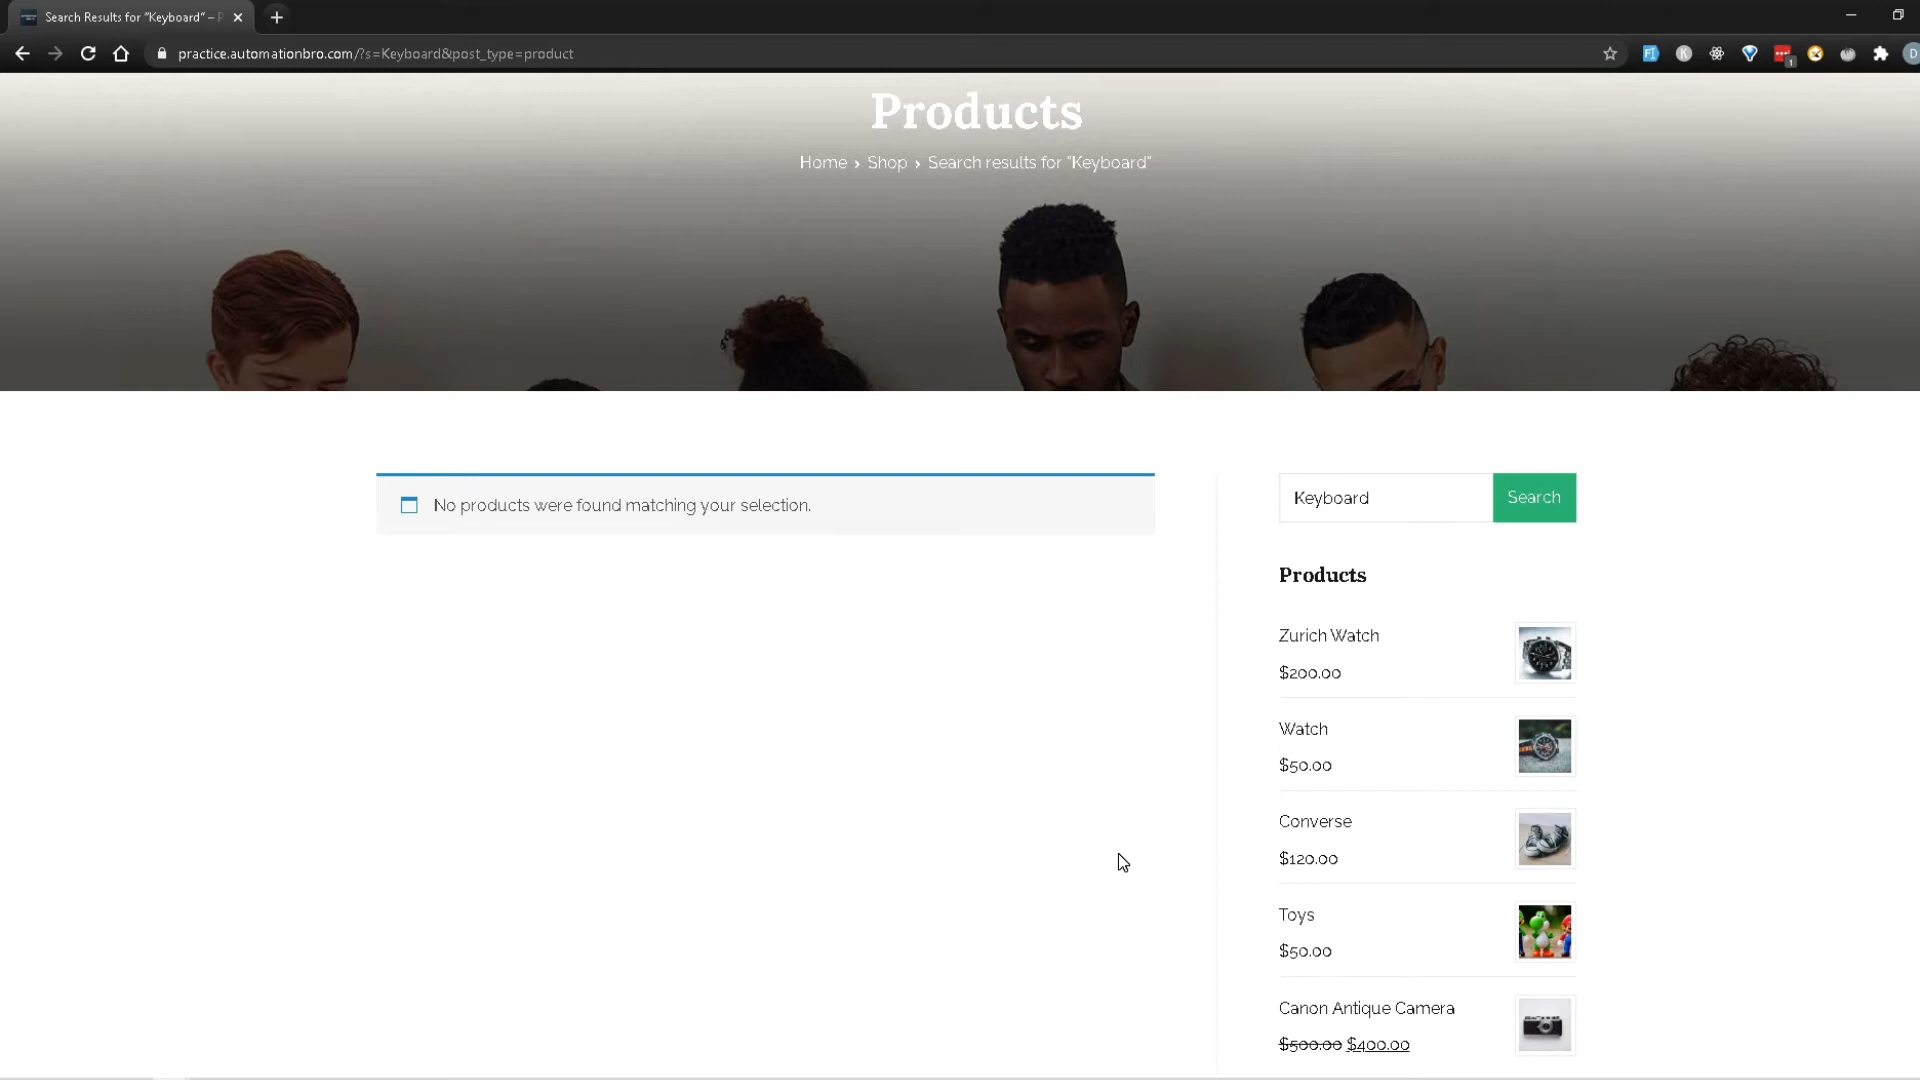 Search Results for “Keyboard” – P
practice.automationbro.com/?s=Keyboard&post_type=product
1
D
Products
Home › Shop › Search results for “Keyboard”
No products were found matching your selection.
Keyboard
Search
Products
Zurich Watch
$200.00
Watch
$50.00
Converse
$120.00
Toys
$50.00
Canon Antique Camera
$500.00 $400.00